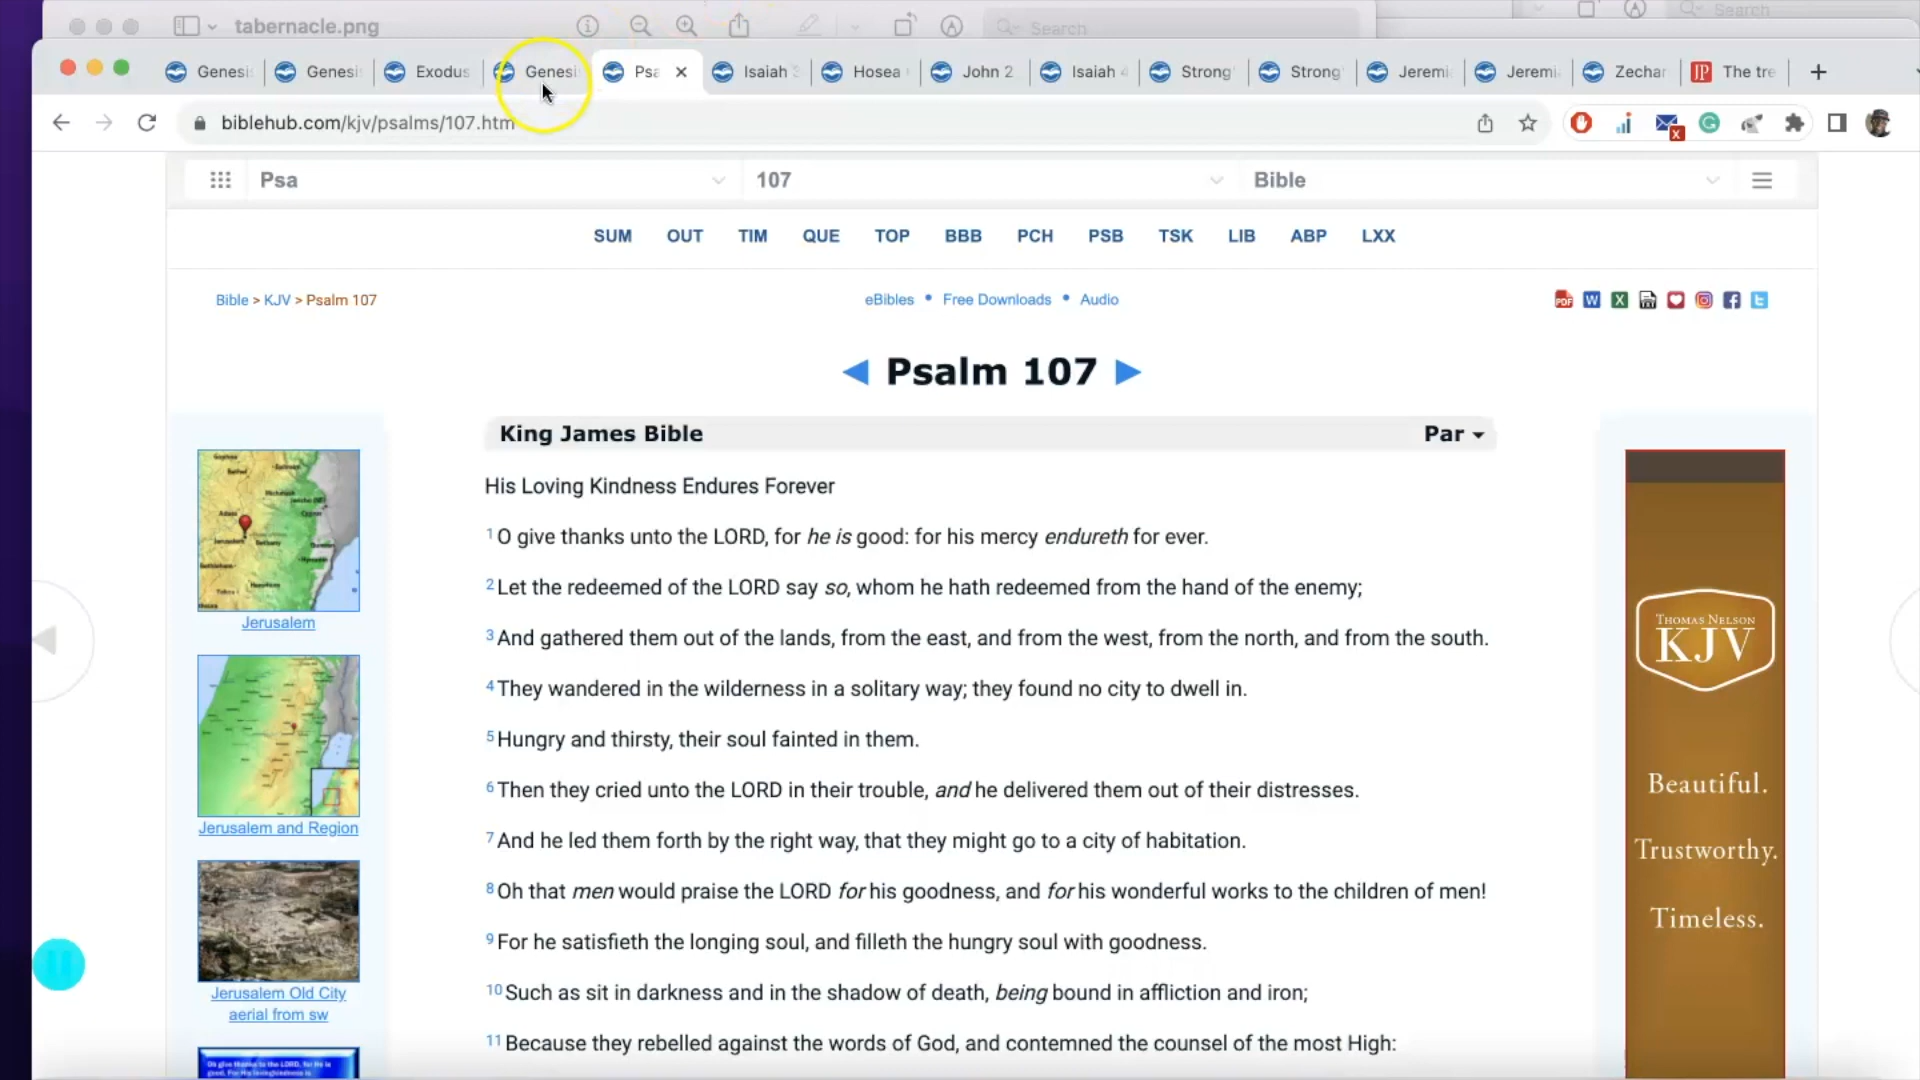 tabernacle.png
Search
Search
Genesi
Genesi
Exodus
Genesi
Psa
Isaiah 3
Hosea
John 2
Isaiah 4
Strong'
Strong'
Jeremi
Jeremi
Zechar
The tre
biblehub.com/kjv/psalms/107.htm
Psa
107
Bible
SUM OUT TIM QUE TOP BBB PCH PSB TSK LIB ABP LXX
Bible > KJV > Psalm 107
eBibles • Free Downloads • Audio
◄ Psalm 107 ►
King James Bible
Par
His Loving Kindness Endures Forever
1 O give thanks unto the LORD, for he is good: for his mercy endureth for ever.
2 Let the redeemed of the LORD say so, whom he hath redeemed from the hand of the enemy;
3 And gathered them out of the lands, from the east, and from the west, from the north, and from the south.
4 They wandered in the wilderness in a solitary way; they found no city to dwell in.
5 Hungry and thirsty, their soul fainted in them.
6 Then they cried unto the LORD in their trouble, and he delivered them out of their distresses.
7 And he led them forth by the right way, that they might go to a city of habitation.
8 Oh that men would praise the LORD for his goodness, and for his wonderful works to the children of men!
9 For he satisfieth the longing soul, and filleth the hungry soul with goodness.
10 Such as sit in darkness and in the shadow of death, being bound in affliction and iron;
11 Because they rebelled against the words of God, and contemned the counsel of the most High:
Jerusalem
Jerusalem and Region
Jerusalem Old City
aerial from sw
THOMAS NELSON
KJV
Beautiful.
Trustworthy.
Timeless.